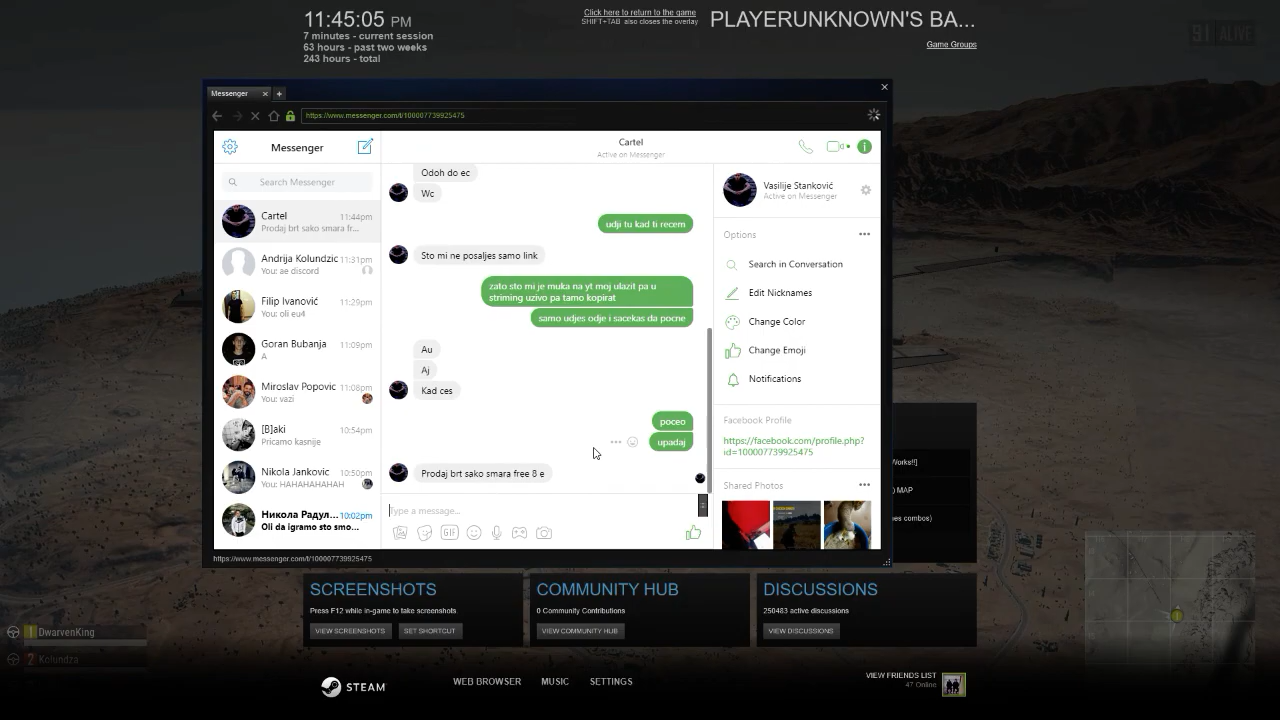 11:45:05 PM
7 minutes - current session
63 hours - past two weeks
243 hours - total
Click here to return to the game
SHIFT+TAB also closes the overlay
PLAYERUNKNOWN'S BA...
Game Groups
91 ALIVE
Messenger
https://www.messenger.com/t/100007739925475
Messenger
Search Messenger
Cartel 11:44pm
Prodaj brt sako smara fr...
Andrija Kolundzic 11:31pm
You: ae discord
Filip Ivanović 11:29pm
You: oli eu4
Goran Bubanja 11:09pm
A
Miroslav Popovic 11:08pm
You: vazi
[B]aki 10:54pm
Pricamo kasnije
Nikola Jankovic 10:50pm
You: HAHAHAHAHAH
Никола Радул... 10:02pm
Oli da igramo sto smo...
Cartel
Active on Messenger
Odoh do ec
Wc
udji tu kad ti recem
Sto mi ne posaljes samo link
zato sto mi je muka na yt moj ulazit pa u
striming uzivo pa tamo kopirat
samo udjes odje i sacekas da pocne
Au
Aj
Kad ces
poceo
upadaj
Prodaj brt sako smara free 8 e
Type a message...
GIF
Vasilije Stanković
Active on Messenger
Options
Search in Conversation
Edit Nicknames
Change Color
Change Emoji
Notifications
Facebook Profile
https://facebook.com/profile.php?
id=100007739925475
Shared Photos
https://www.messenger.com/t/100007739925475
Works!!]
) MAP
es combos)
SCREENSHOTS
Press F12 while in-game to take screenshots
VIEW SCREENSHOTS
SET SHORTCUT
COMMUNITY HUB
0 Community Contributions
VIEW COMMUNITY HUB
DISCUSSIONS
250483 active discussions
VIEW DISCUSSIONS
1 DwarvenKing
2 Kolundza
STEAM
WEB BROWSER
MUSIC
SETTINGS
VIEW FRIENDS LIST
47 Online